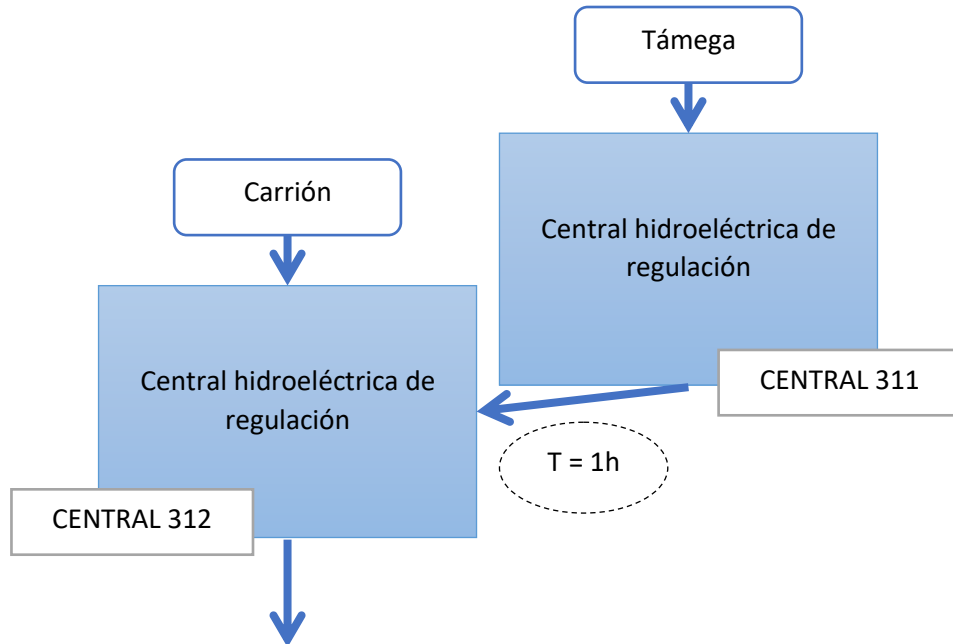 Támega
Carrión
Central hidroeléctrica de
regulación
CENTRAL 311
Central hidroeléctrica de
regulación
T = 1h
CENTRAL 312